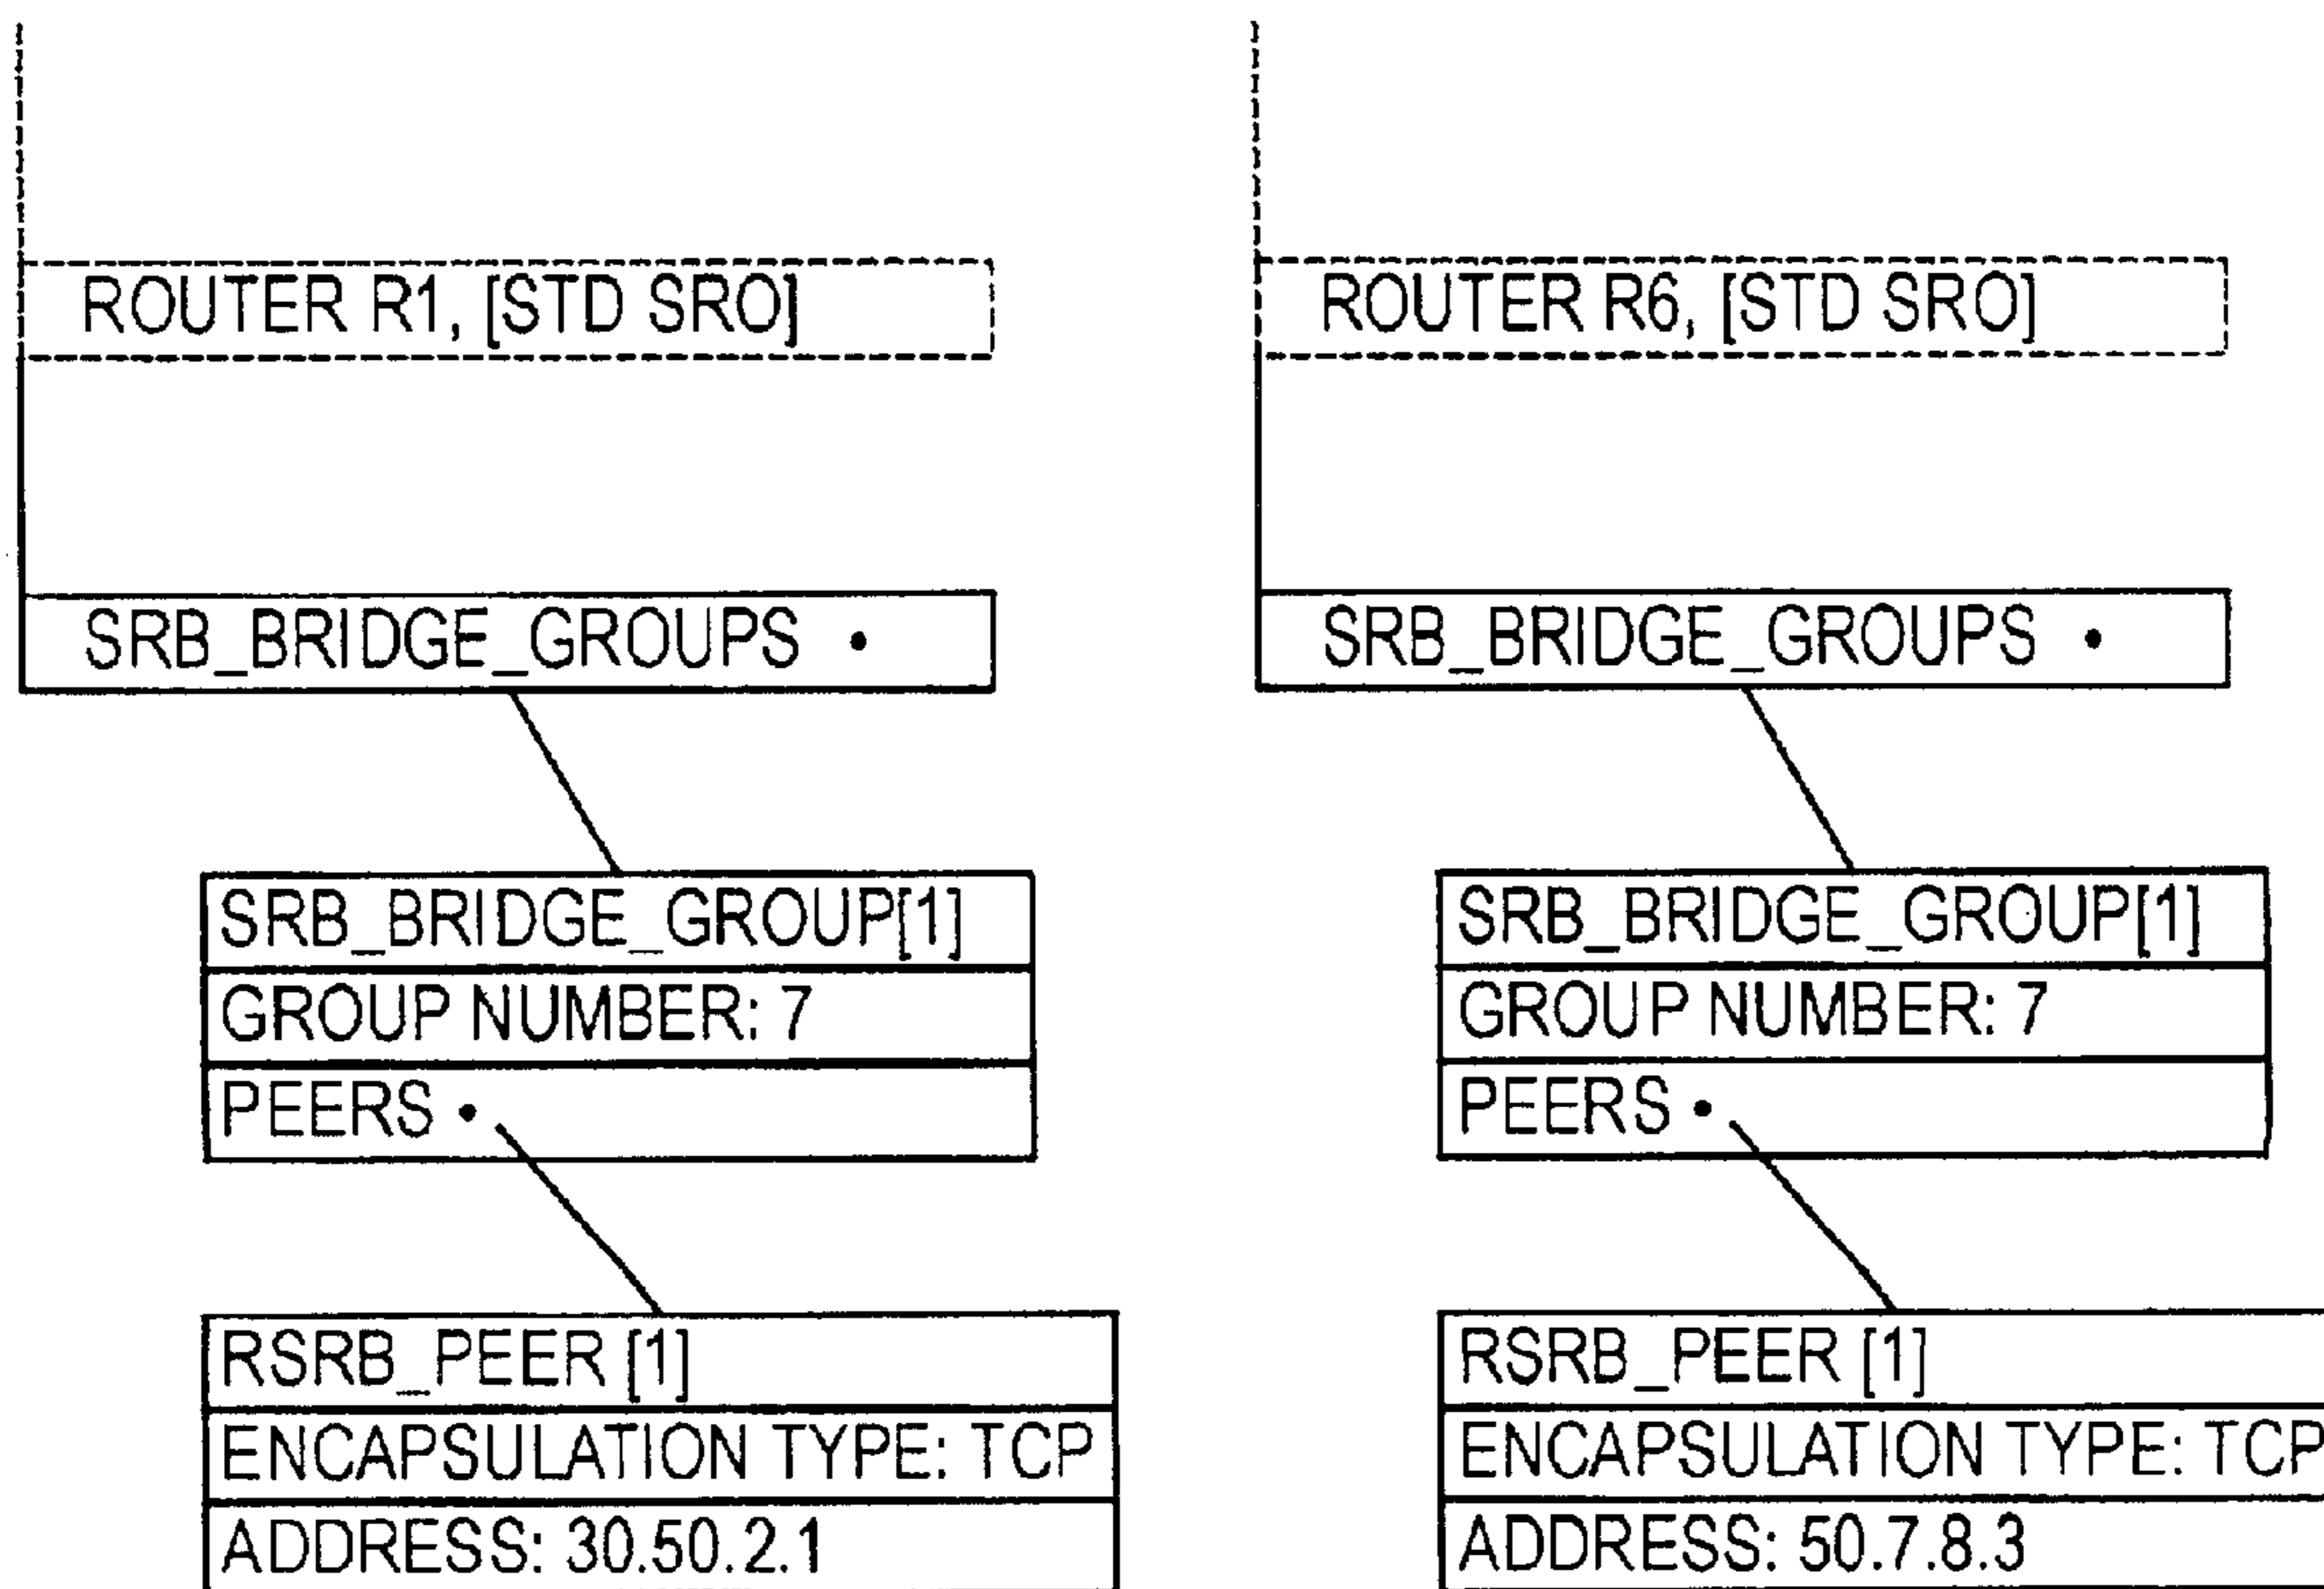 ROUTER R1, [STD SRO]
SRB_BRIDGE_GROUPS •
SRB_BRIDGE_GROUP[1]
GROUP NUMBER: 7
PEERS •
RSRB_PEER [1]
ENCAPSULATION TYPE: TCP
ADDRESS: 30.50.2.1
ROUTER R6, [STD SRO]
SRB_BRIDGE_GROUPS •
SRB_BRIDGE_GROUP[1]
GROUP NUMBER: 7
PEERS •
RSRB_PEER [1]
ENCAPSULATION TYPE: TCP
ADDRESS: 50.7.8.3